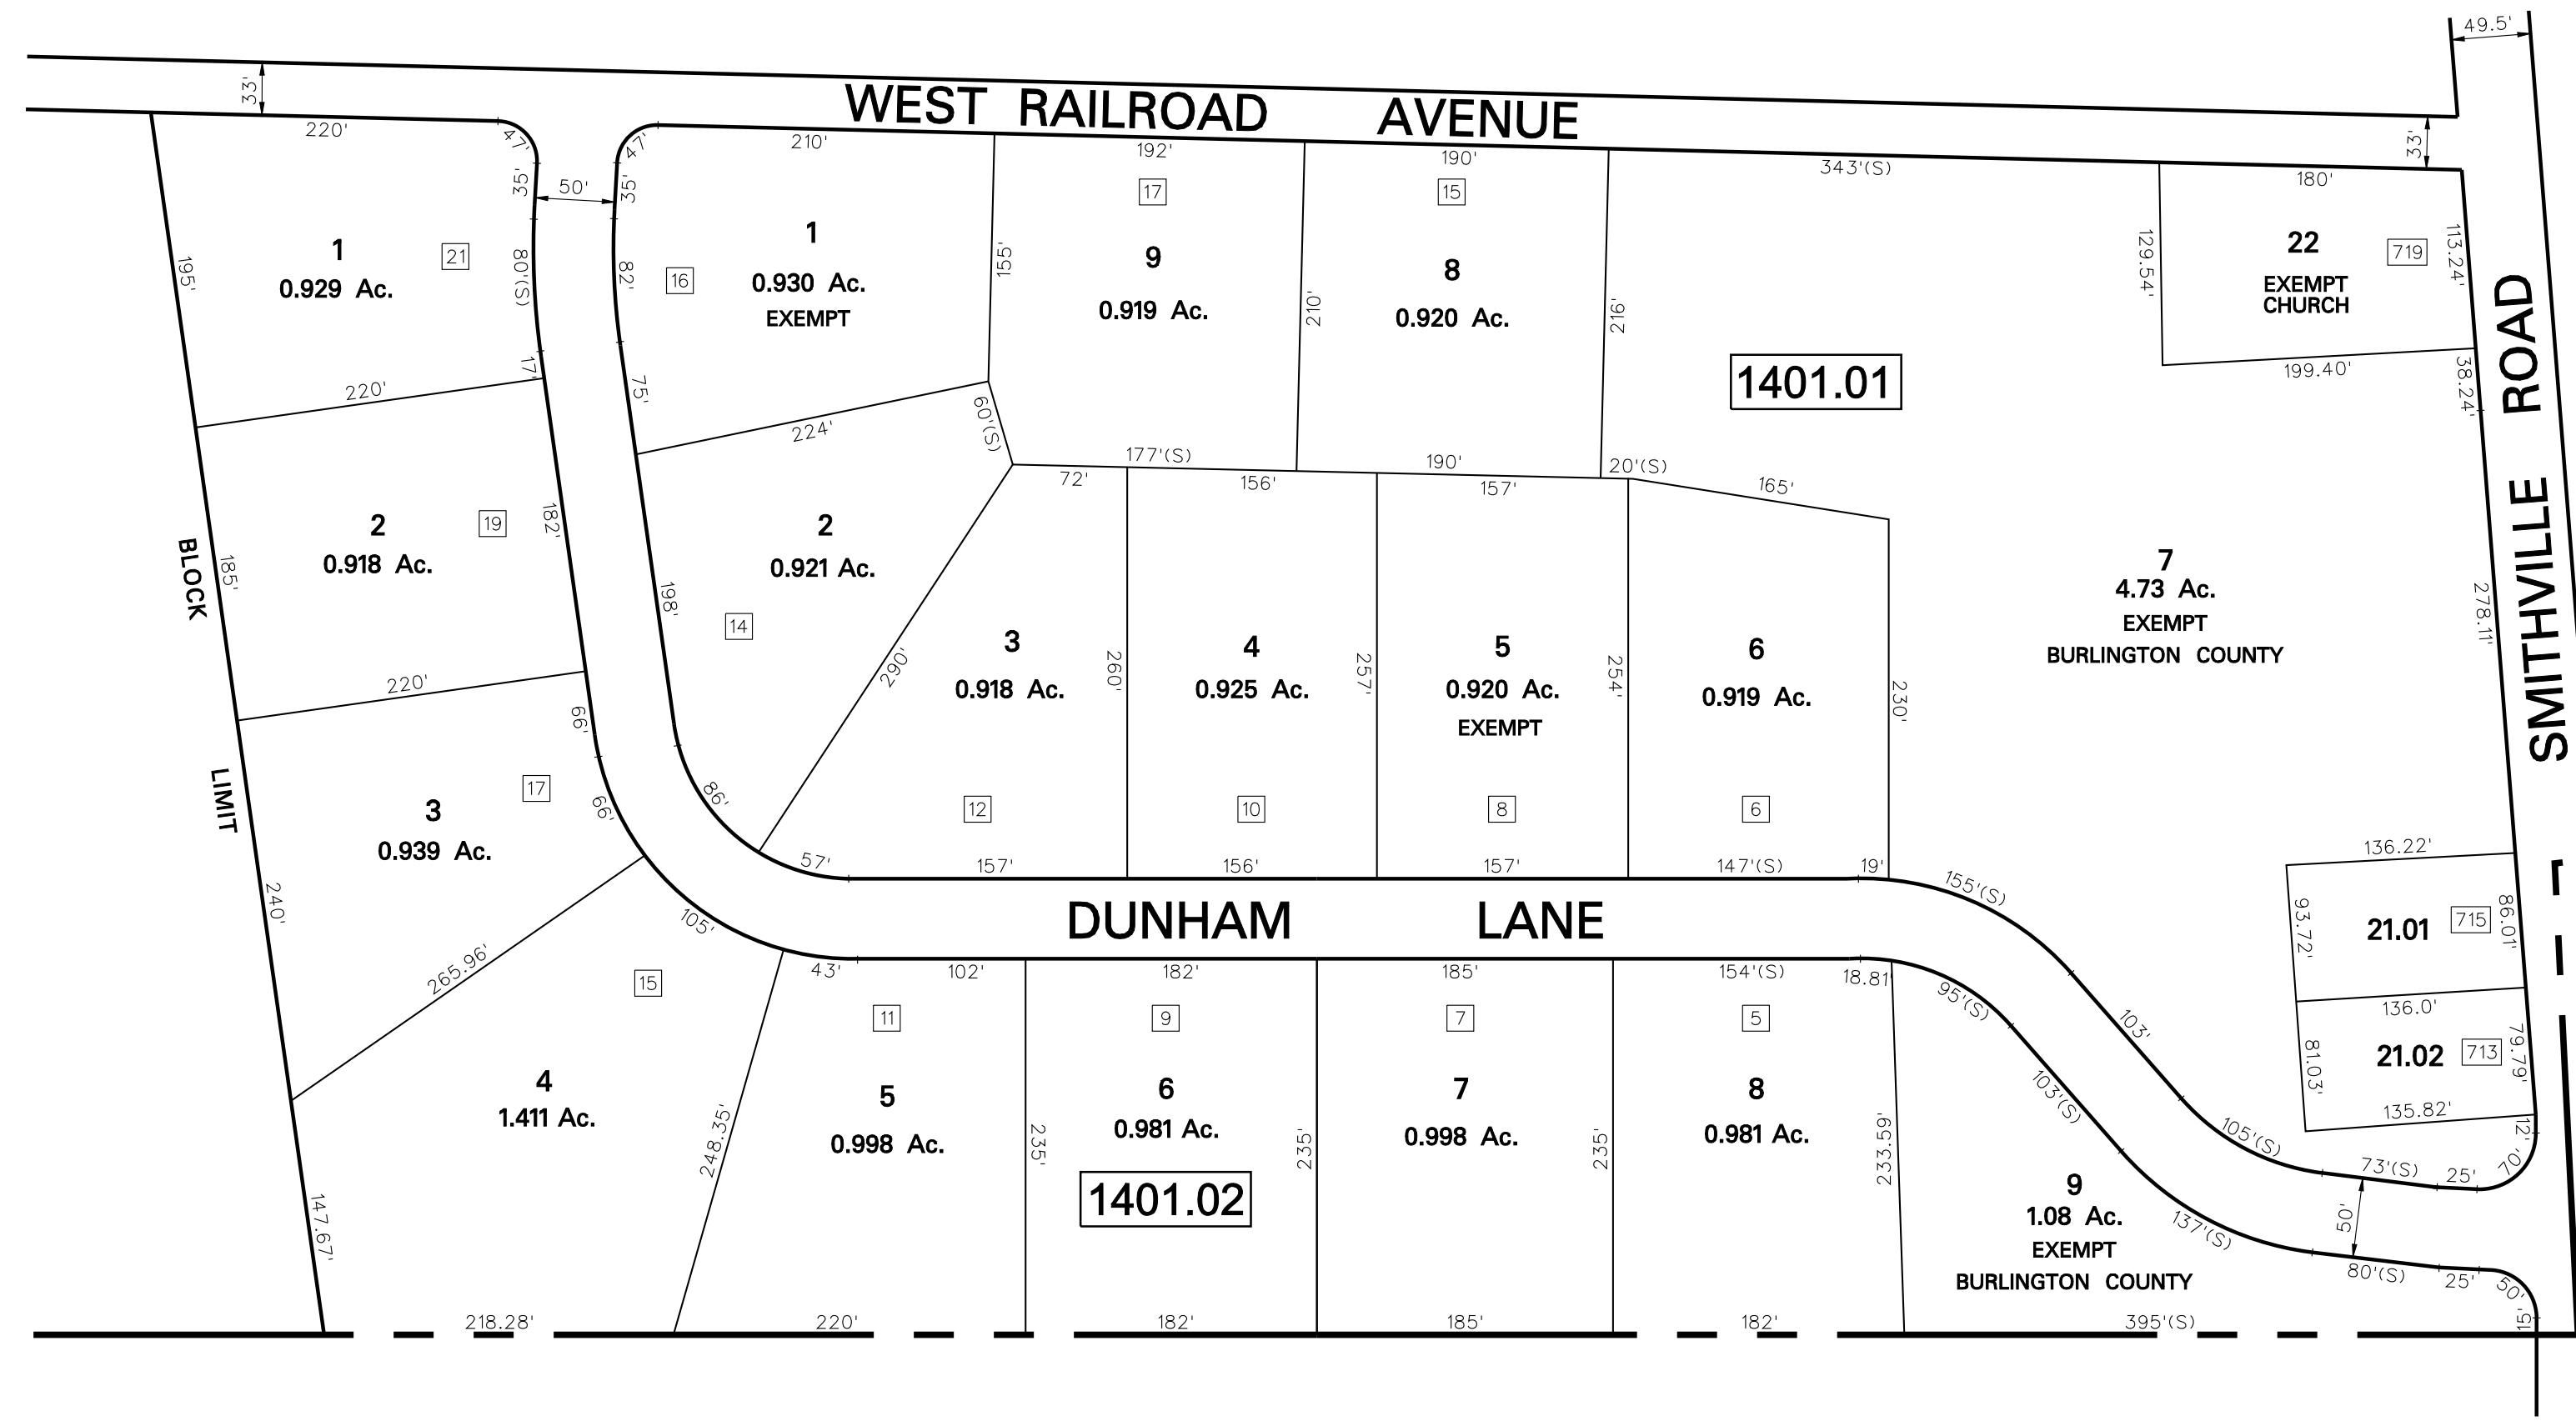 49.5'
WEST RAILROAD AVENUE
33'
33'
220'
47'
47'
210'
192'
190'
343'(S)
180'
35'
50'
35'
1
0.929 Ac.
21
195'
80'(S)
17'
220'
1
0.930 Ac.
EXEMPT
16
82'
75'
155'
224'
60'(S)
17
9
0.919 Ac.
210'
177'(S)
15
8
0.920 Ac.
216'
190'
20'(S)
1401.01
129.54'
22
EXEMPT
CHURCH
719
113.24'
199.40'
38.24'
SMITHVILLE ROAD
BLOCK LIMIT
2
0.918 Ac.
19
185'
182'
220'
2
0.921 Ac.
14
198'
290'
86'
72'
3
0.918 Ac.
12
260'
57'
157'
156'
4
0.925 Ac.
10
257'
156'
157'
5
0.920 Ac.
EXEMPT
8
254'
157'
165'
6
0.919 Ac.
6
230'
147'(S)
19'
7
4.73 Ac.
EXEMPT
BURLINGTON COUNTY
278.11'
3
0.939 Ac.
17
66'
66'
240'
265.96'
105'
DUNHAM LANE
155'(S)
103'
105'(S)
73'(S)
25'
70'
12'
136.22'
93.72'
21.01
715
86.01'
136.0'
81.03'
21.02
713
79.79'
135.82'
15
4
1.411 Ac.
147.67'
218.28'
248.35'
43'
102'
11
5
0.998 Ac.
235'
220'
182'
9
6
0.981 Ac.
1401.02
235'
182'
185'
7
7
0.998 Ac.
235'
185'
154'(S)
18.81'
5
8
0.981 Ac.
233.59'
182'
95'(S)
103'(S)
137'(S)
9
1.08 Ac.
EXEMPT
BURLINGTON COUNTY
50'
80'(S)
25'
50'
15'
395'(S)